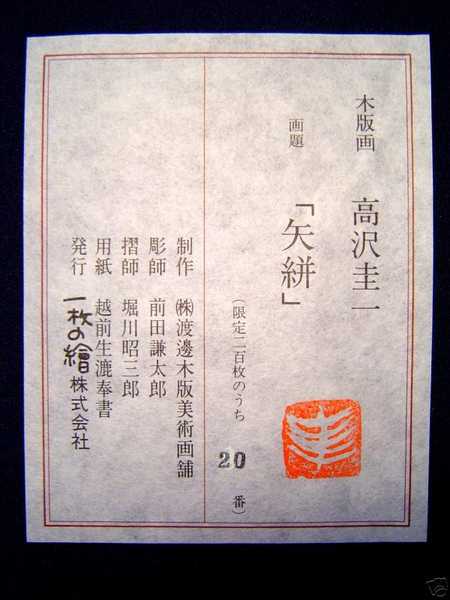 木版画 高沢圭一
画題 「矢絣」
(限定二百枚のうち 20 番)
制作 ㈱渡邊木版美術画舗
彫師 前田謙太郎
摺師 堀川昭三郎
用紙 越前生漉奉書
発行 一枚の繪株式会社